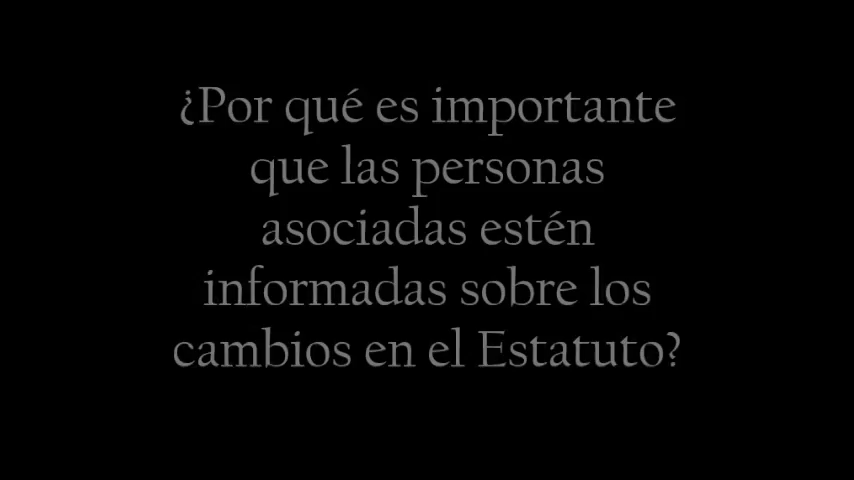 ¿Por qué es importante
que las personas
asociadas estén
informadas sobre los
cambios en el Estatuto?